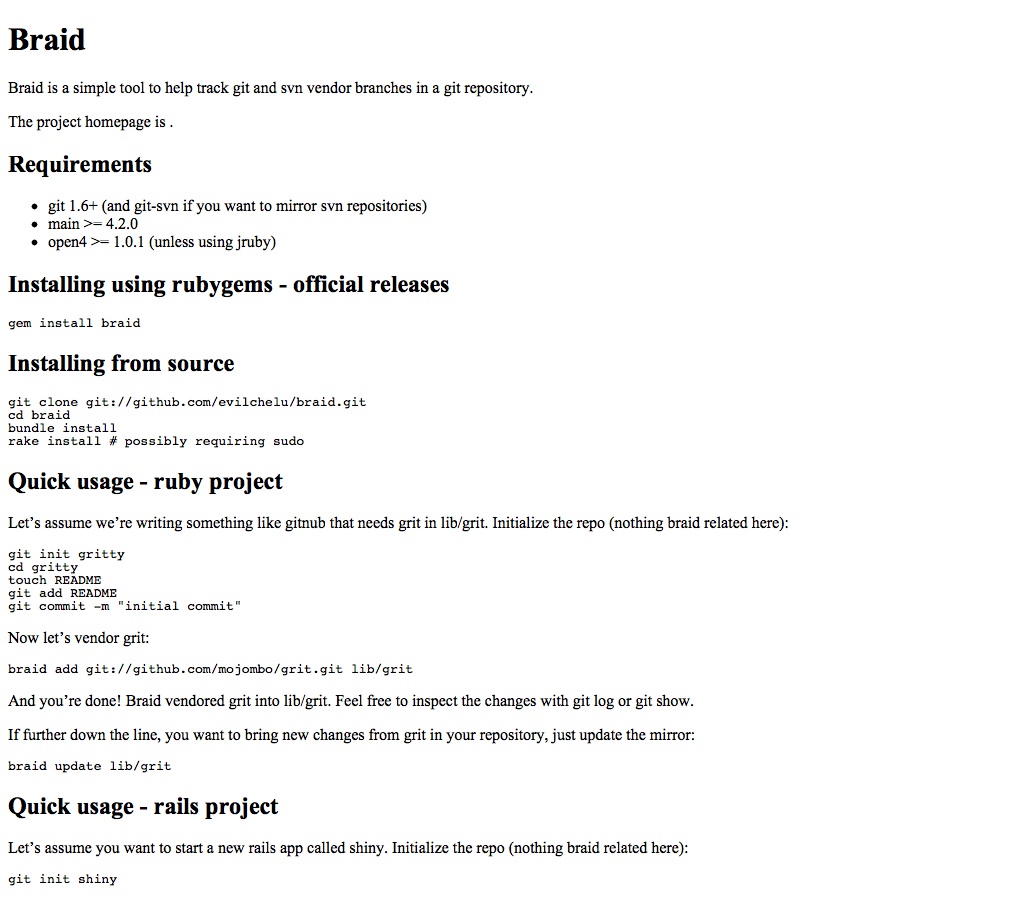 Braid
Braid is a simple tool to help track git and svn vendor branches in a git repository.
The project homepage is .
Requirements
• git 1.6+ (and git-svn if you want to mirror svn repositories)
• main >= 4.2.0
• open4 >= 1.0.1 (unless using jruby)
Installing using rubygems - official releases
gem install braid
Installing from source
git clone git://github.com/evilchelu/braid.git
cd braid
bundle install
rake install # possibly requiring sudo
Quick usage - ruby project
Let’s assume we’re writing something like gitnub that needs grit in lib/grit. Initialize the repo (nothing braid related here):
git init gritty
cd gritty
touch README
git add README
git commit -m "initial commit"
Now let’s vendor grit:
braid add git://github.com/mojombo/grit.git lib/grit
And you’re done! Braid vendored grit into lib/grit. Feel free to inspect the changes with git log or git show.
If further down the line, you want to bring new changes from grit in your repository, just update the mirror:
braid update lib/grit
Quick usage - rails project
Let’s assume you want to start a new rails app called shiny. Initialize the repo (nothing braid related here):
git init shiny